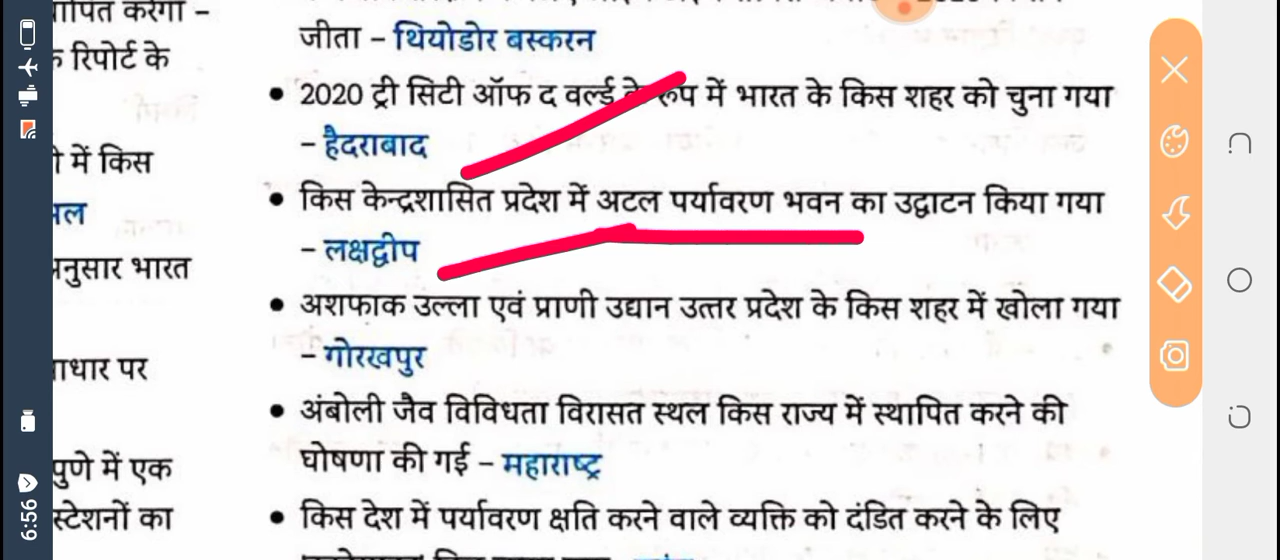 ापित करेगा –
रिपोर्ट के
में किस
अनुसार भारत
पर
पुणे में एक
स्टेशनों का
जीता – थियोडोर बस्करन
• 2020 ट्री सिटी ऑफ द वर्ल्ड के रूप में भारत के किस शहर को चुना गया
– हैदराबाद
• किस केन्द्रशासित प्रदेश में अटल पर्यावरण भवन का उद्घाटन किया गया
– लक्षद्वीप
• अशफाक उल्ला एवं प्राणी उद्यान उत्तर प्रदेश के किस शहर में खोला गया
– गोरखपुर
• अंबोली जैव विविधता विरासत स्थल किस राज्य में स्थापित करने की
घोषणा की गई – महाराष्ट्र
• किस देश में पर्यावरण क्षति करने वाले व्यक्ति को दंडित करने के लिए
6:56